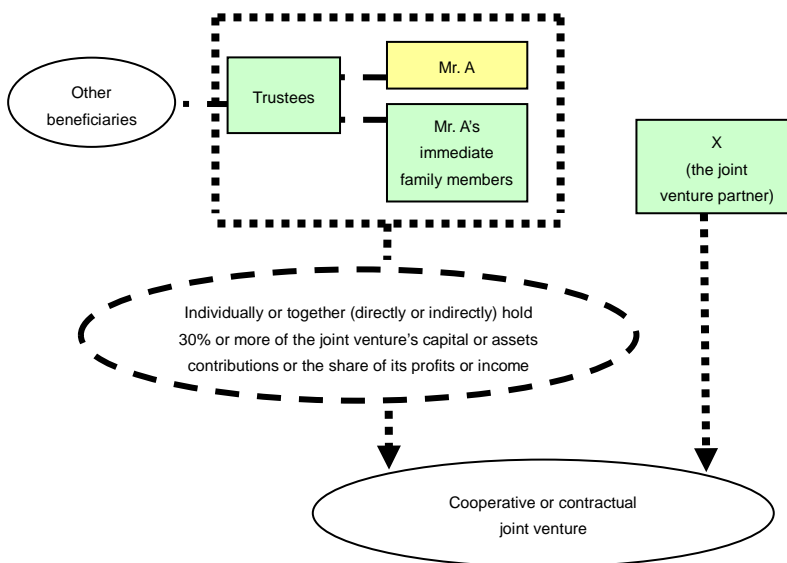 Other
beneficiaries
Trustees
Mr. A
Mr. A's
immediate
family members
X
(the joint
venture partner)
Individually or together (directly or indirectly) hold
30% or more of the joint venture's capital or assets
contributions or the share of its profits or income
Cooperative or contractual
joint venture